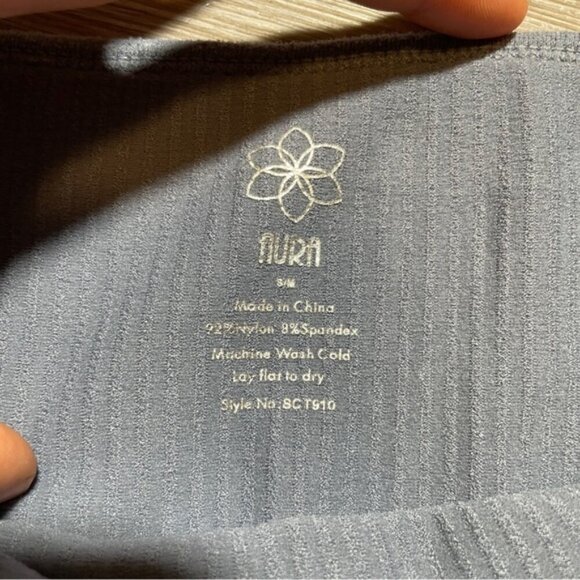 AURA
S/M
Made in China
92%Nylon 8%Spandex
Machine Wash Cold
Lay flat to dry
Style No:SCT910